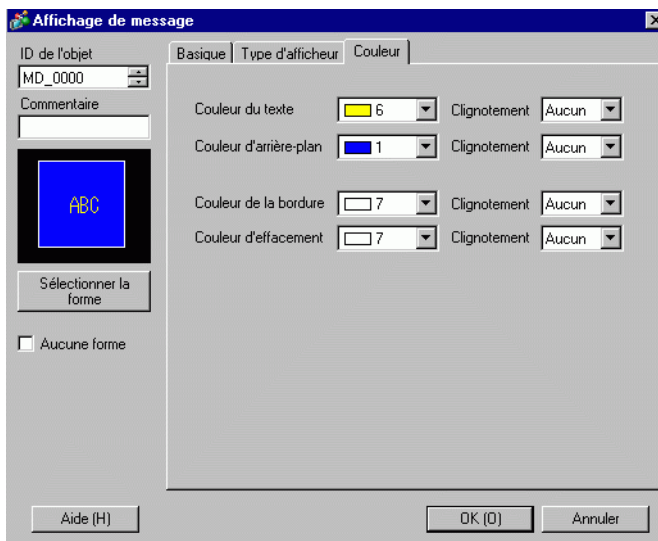 Affichage de message
ID de l'objet
MD_0000
Commentaire
ABC
Sélectionner la
forme
Aucune forme
Basique Type d'afficheur Couleur
Couleur du texte 6 Clignotement Aucun
Couleur d'arrière-plan 1 Clignotement Aucun
Couleur de la bordure 7 Clignotement Aucun
Couleur d'effacement 7 Clignotement Aucun
Aide (H) OK (O) Annuler